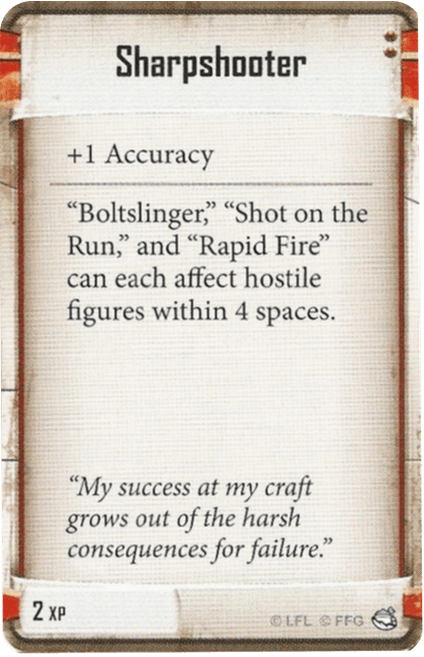 Sharpshooter
+1 Accuracy
“Boltslinger,” “Shot on the
Run,” and “Rapid Fire”
can each affect hostile
figures within 4 spaces.
“My success at my craft
grows out of the harsh
consequences for failure.”
2 XP
© LFL © FFG